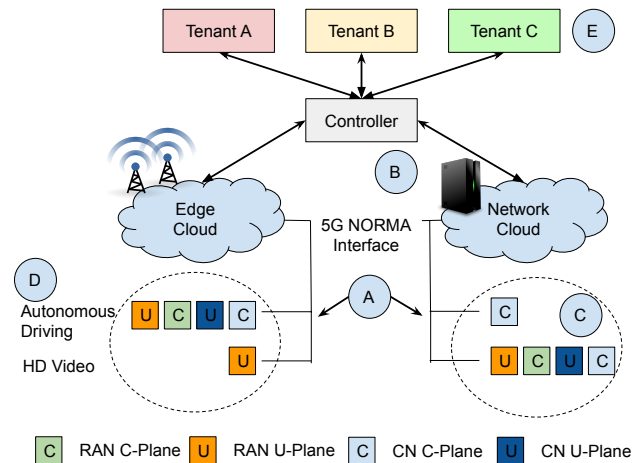 Tenant A
Tenant B
Tenant C
E
Controller
B
Edge
Cloud
5G NORMA
Interface
Network
Cloud
D
A
Autonomous
Driving
U C U C
C
C
HD Video
U
U C U C
C RAN C-Plane U RAN U-Plane C CN C-Plane U CN U-Plane